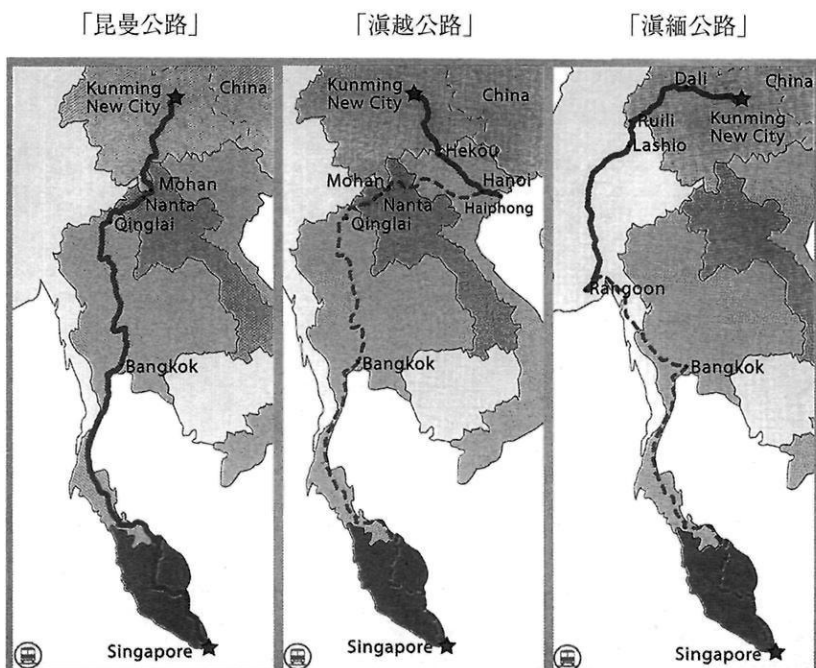 「昆曼公路」
Kunming
New City
China
Mohan
Nanta
Qinglai
Bangkok
Singapore
「滇越公路」
Kunming
New City
China
Hekou
Hanoi
Haiphong
Mohan
Nanta
Qinglai
Bangkok
Singapore
「滇緬公路」
Dali
China
Kunming
New City
Ruili
Lashio
Rangoon
Bangkok
Singapore